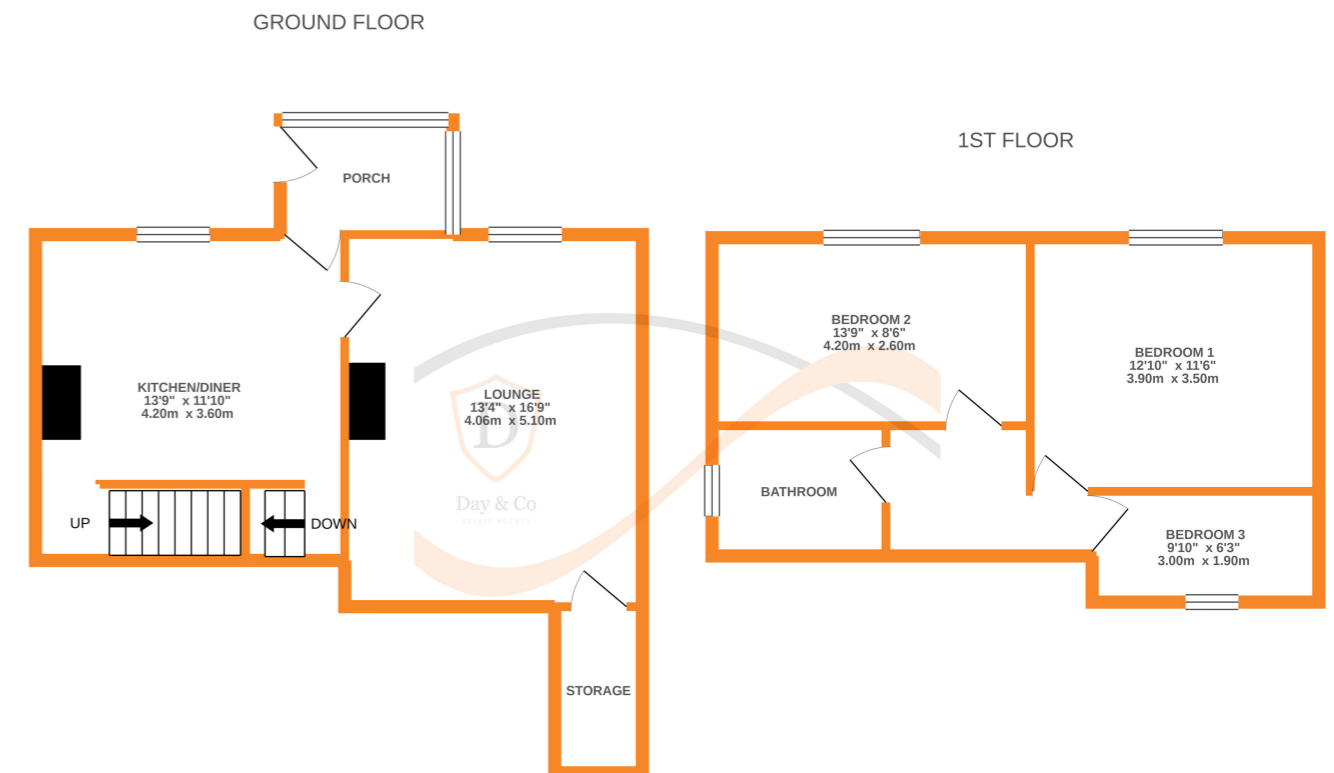 GROUND FLOOR
PORCH
KITCHEN/DINER
13'9" x 11'10"
4.20m x 3.60m
LOUNGE
13'4" x 16'9"
4.06m x 5.10m
D
Day & Co
ESTATE AGENTS
UP
DOWN
STORAGE
1ST FLOOR
BEDROOM 2
13'9" x 8'6"
4.20m x 2.60m
BEDROOM 1
12'10" x 11'6"
3.90m x 3.50m
BATHROOM
BEDROOM 3
9'10" x 6'3"
3.00m x 1.90m